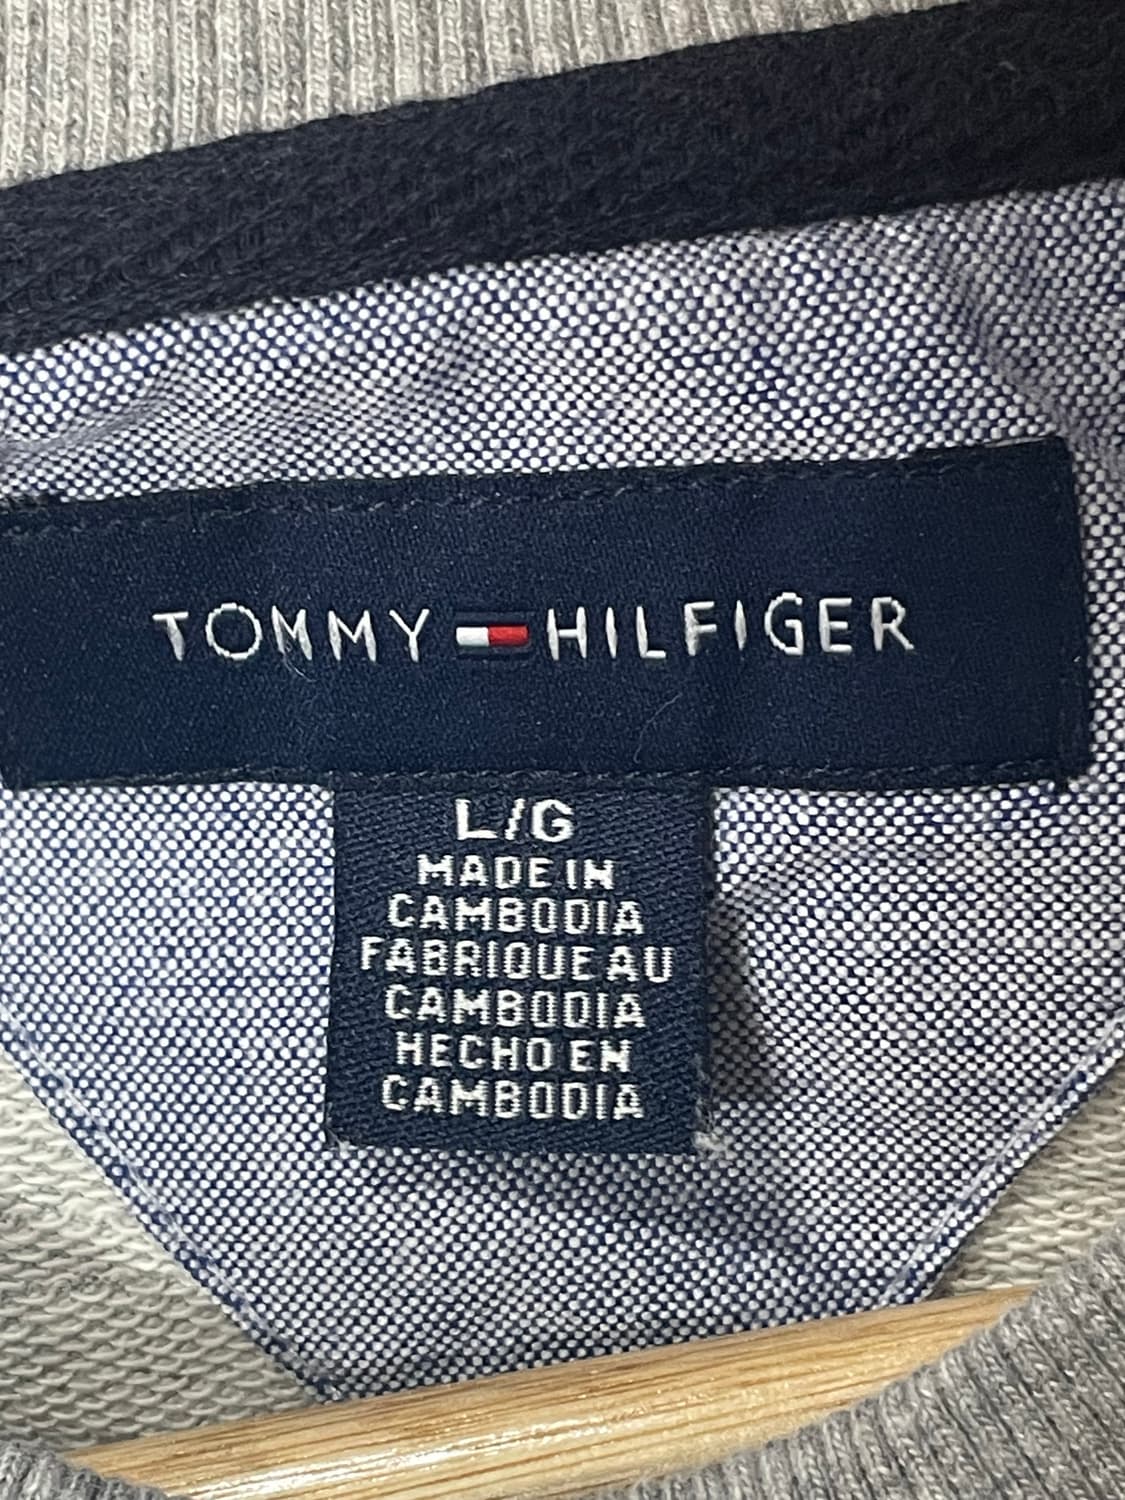 TOMMY HILFIGER
L/G
MADE IN
CAMBODIA
FABRIQUE AU
CAMBODIA
HECHO EN
CAMBODIA